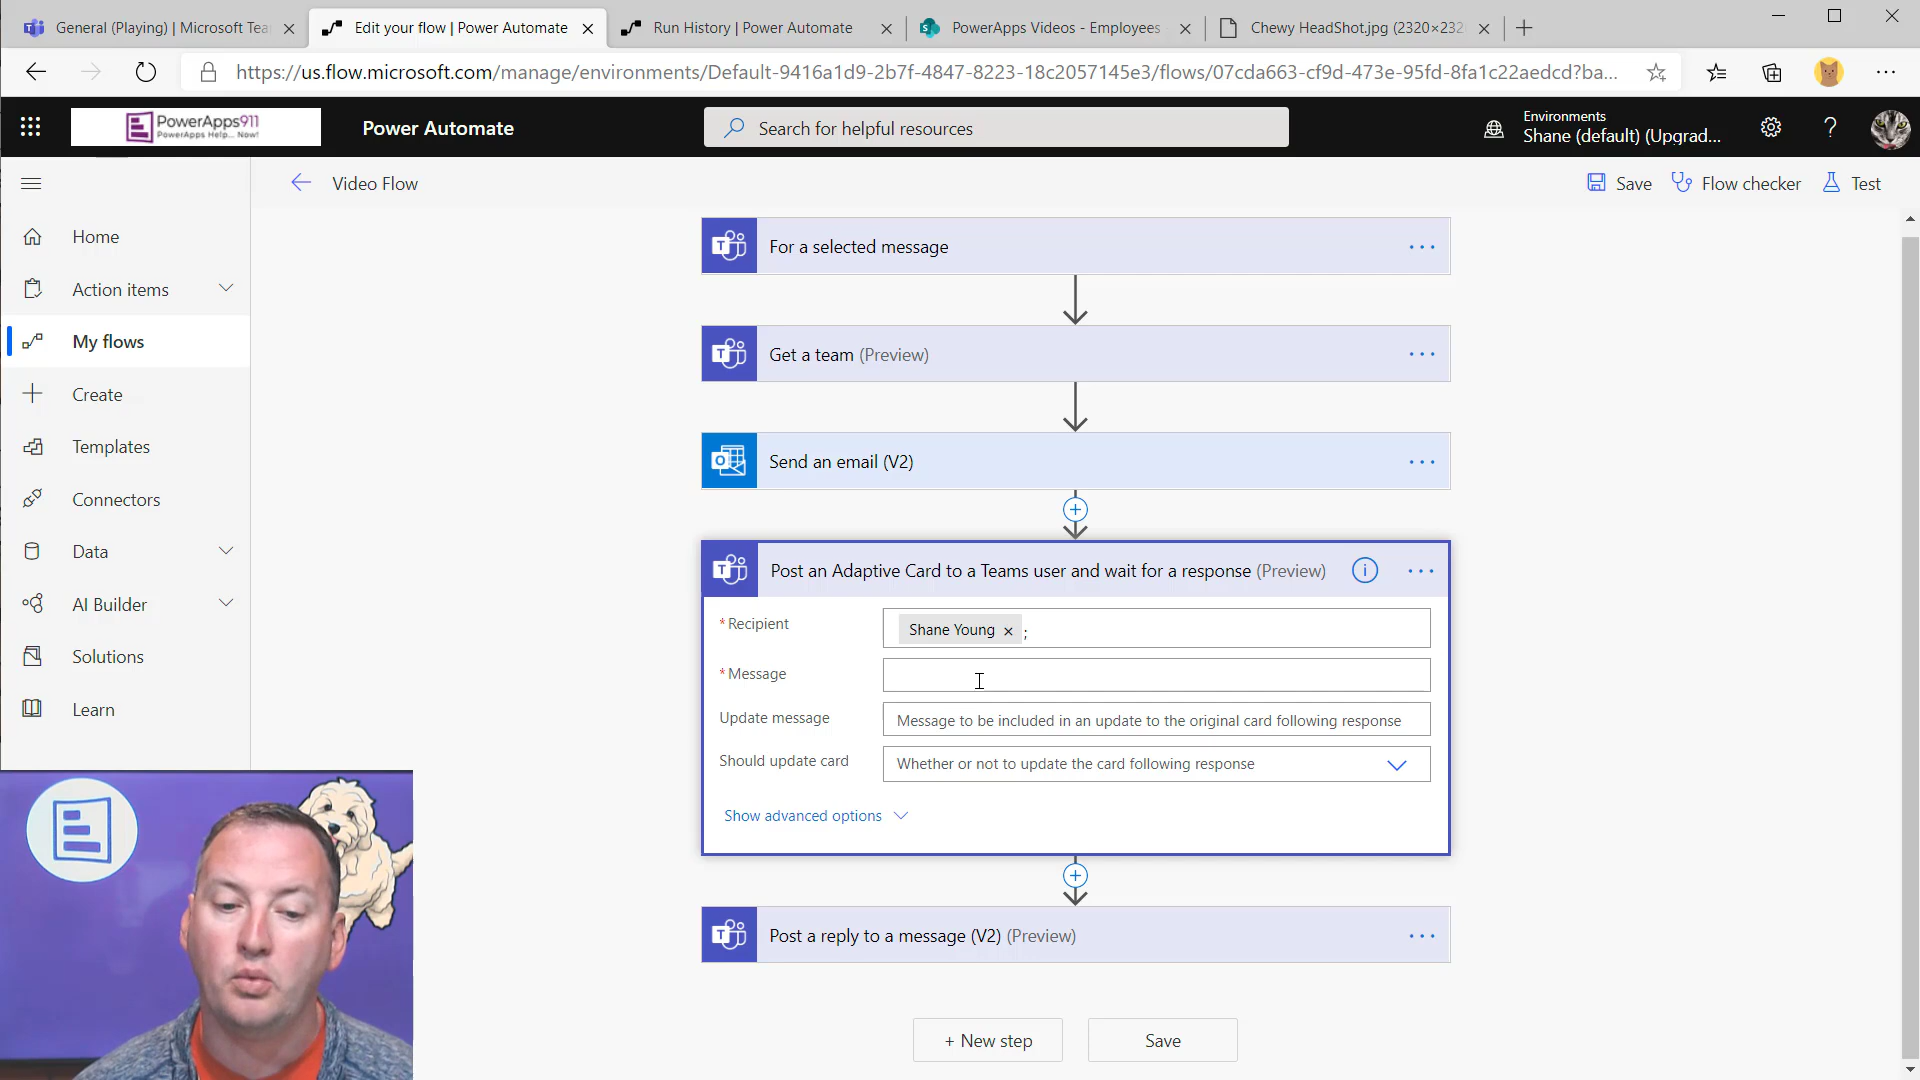 General (Playing) | Microsoft Tea
Edit your flow | Power Automate
Run History | Power Automate
PowerApps Videos - Employees
Chewy HeadShot.jpg (2320×232
https://us.flow.microsoft.com/manage/environments/Default-9416a1d9-2b7f-4847-8223-18c2057145e3/flows/07cda663-cf9d-473e-95fd-8fa1c22aedcd?ba...
PowerApps911
PowerApps Help... Now!
Power Automate
Search for helpful resources
Environments
Shane (default) (Upgrad...
Video Flow
Save
Flow checker
Test
Home
Action items
My flows
Create
Templates
Connectors
Data
AI Builder
Solutions
Learn
For a selected message
Get a team (Preview)
Send an email (V2)
Post an Adaptive Card to a Teams user and wait for a response (Preview)
* Recipient
Shane Young × ;
* Message
Update message
Message to be included in an update to the original card following response
Should update card
Whether or not to update the card following response
Show advanced options
Post a reply to a message (V2) (Preview)
+ New step
Save